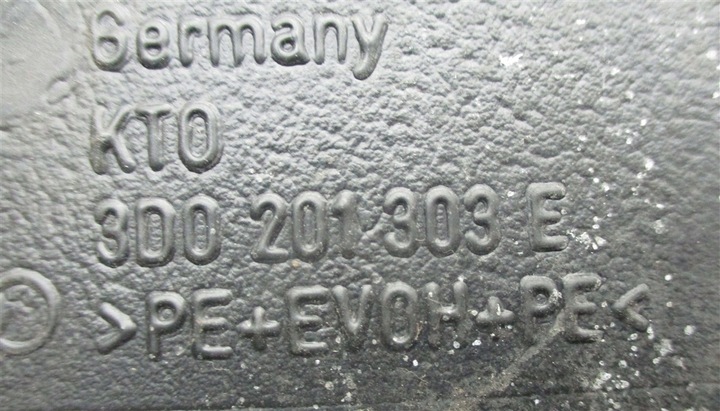 Germany
KTO
3D0 201 303 E
>PE+EVOH+PE<